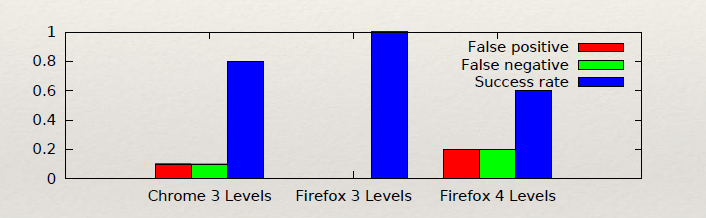 1
0.8
0.6
0.4
0.2
0
False positive
False negative
Success rate
Chrome 3 Levels
Firefox 3 Levels
Firefox 4 Levels